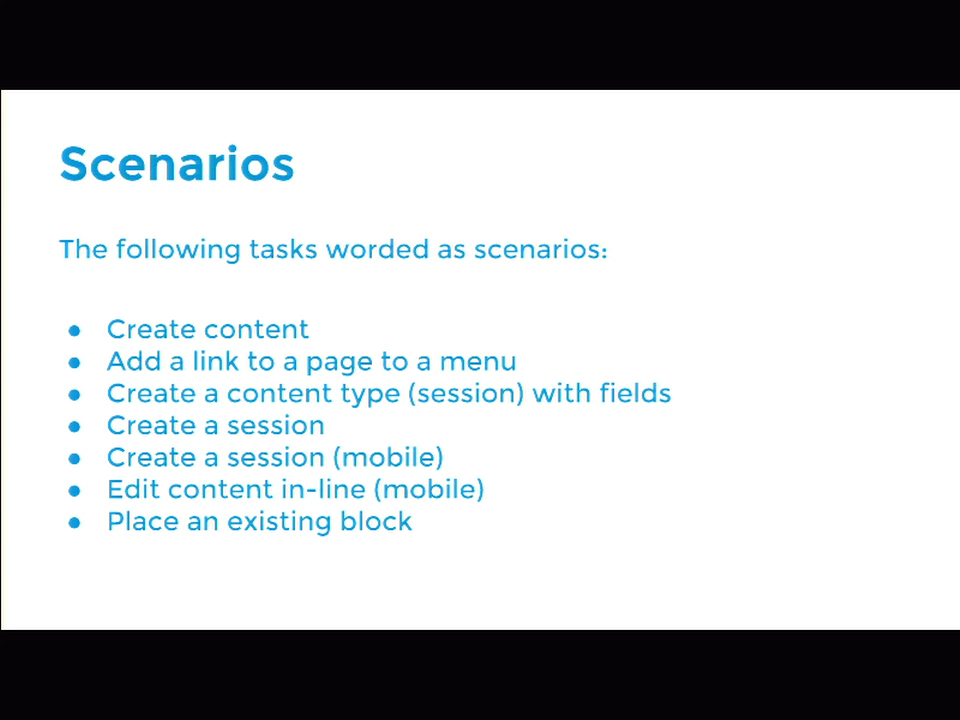 Scenarios
The following tasks worded as scenarios:
● Create content
● Add a link to a page to a menu
● Create a content type (session) with fields
● Create a session
● Create a session (mobile)
● Edit content in-line (mobile)
● Place an existing block